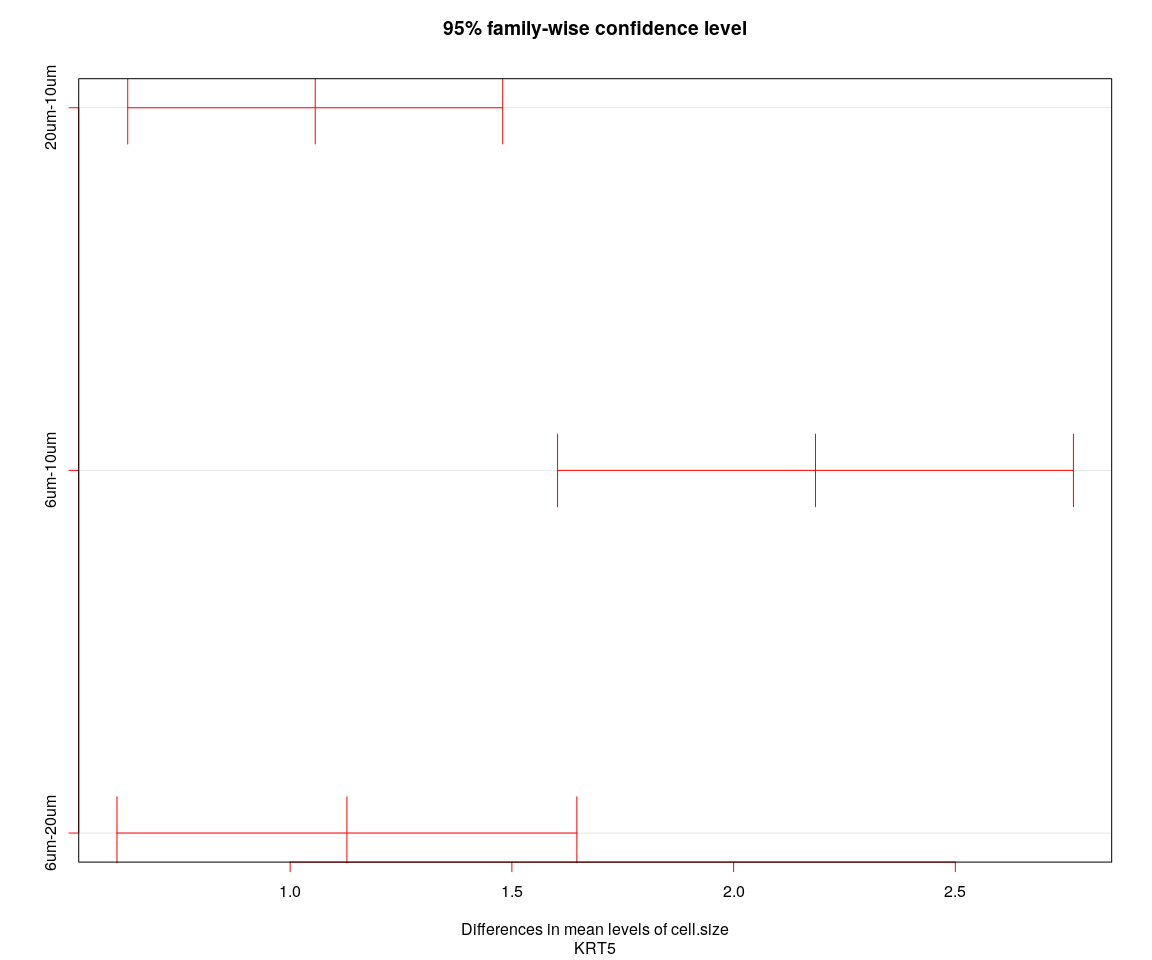 95% family-wise confidence level
20um-10um
6um-10um
6um-20um
1.0 1.5 2.0 2.5
Differences in mean levels of cell.size
KRT5